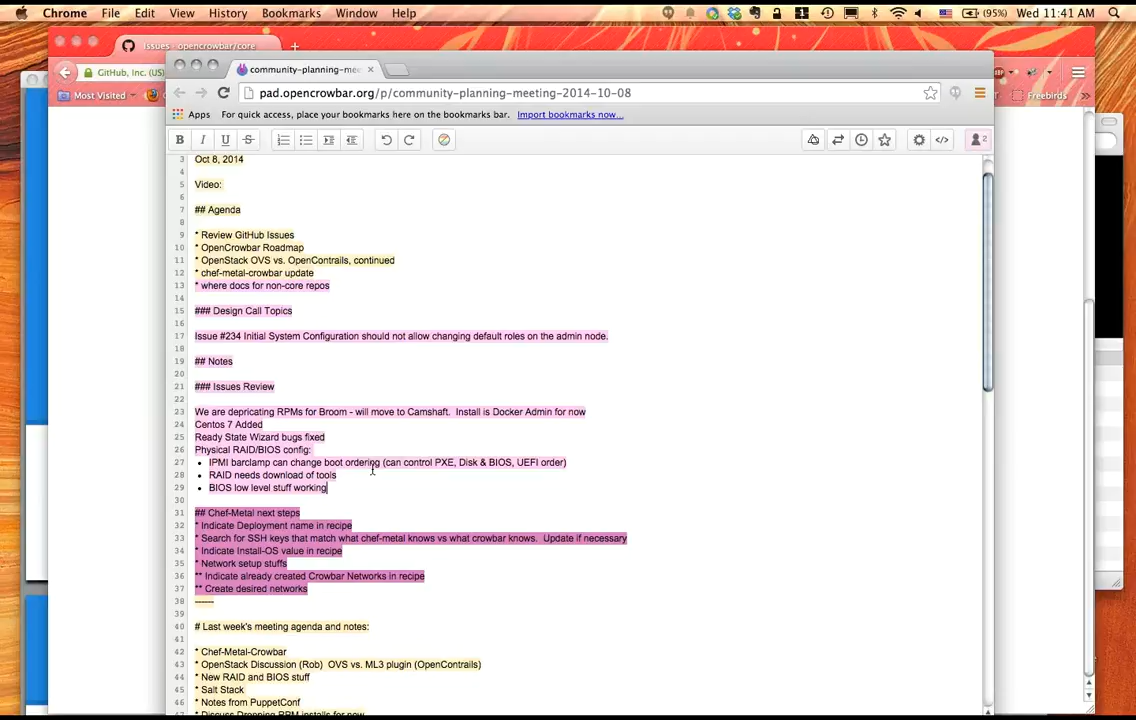 Chrome File Edit View History Bookmarks Window Help (95%) Wed 11:41 AM
Issues · opencrowbar/core
GitHub, Inc. (US)
Most Visited
Freebirds
community-planning-mee
pad.opencrowbar.org/p/community-planning-meeting-2014-10-08
Apps For quick access, place your bookmarks here on the bookmarks bar. Import bookmarks now...
B I U S 2
3 Oct 8, 2014
4
5 Video:
6
7 ## Agenda
8
9 * Review GitHub Issues
10 * OpenCrowbar Roadmap
11 * OpenStack OVS vs. OpenContrails, continued
12 * chef-metal-crowbar update
13 * where docs for non-core repos
14
15 ### Design Call Topics
16
17 Issue #234 Initial System Configuration should not allow changing default roles on the admin node.
18
19 ## Notes
20
21 ### Issues Review
22
23 We are depricating RPMs for Broom - will move to Camshaft. Install is Docker Admin for now
24 Centos 7 Added
25 Ready State Wizard bugs fixed
26 Physical RAID/BIOS config:
27 • IPMI barclamp can change boot ordering (can control PXE, Disk & BIOS, UEFI order)
28 • RAID needs download of tools
29 • BIOS low level stuff working
30
31 ## Chef-Metal next steps
32 * Indicate Deployment name in recipe
33 * Search for SSH keys that match what chef-metal knows vs what crowbar knows. Update if necessary
34 * Indicate Install-OS value in recipe
35 * Network setup stuffs
36 ** Indicate already created Crowbar Networks in recipe
37 ** Create desired networks
38 ------
39
40 # Last week's meeting agenda and notes:
41
42 * Chef-Metal-Crowbar
43 * OpenStack Discussion (Rob) OVS vs. ML3 plugin (OpenContrails)
44 * New RAID and BIOS stuff
45 * Salt Stack
46 * Notes from PuppetConf
47 * Discuss Dropping RPM installs for now